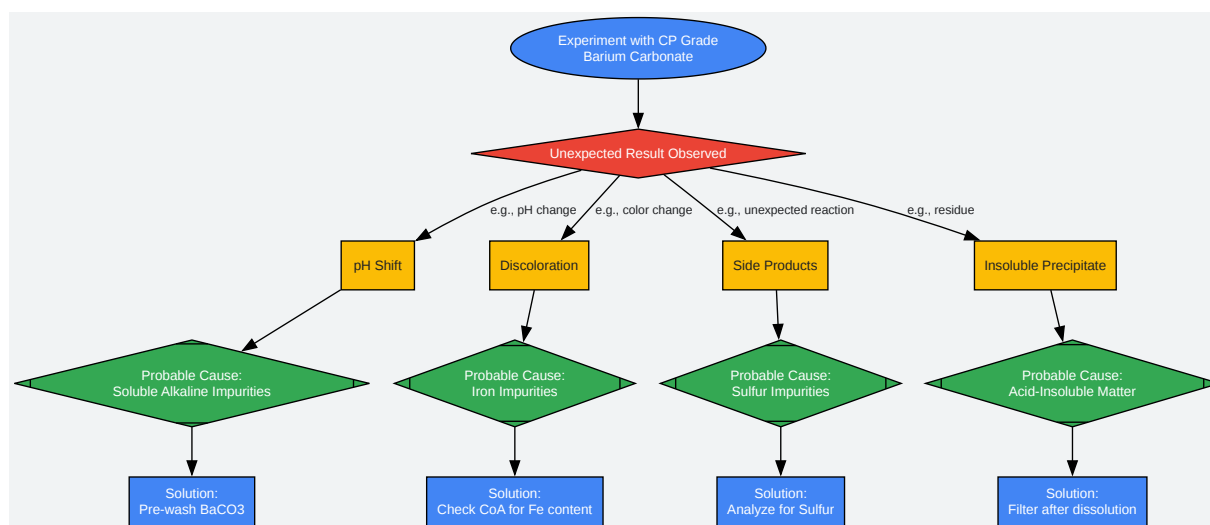 Experiment with CP Grade
Barium Carbonate
Unexpected Result Observed
e.g., pH change
e.g., color change
e.g., unexpected reaction
e.g., residue
pH Shift
Discoloration
Side Products
Insoluble Precipitate
Probable Cause:
Soluble Alkaline Impurities
Probable Cause:
Iron Impurities
Probable Cause:
Sulfur Impurities
Probable Cause:
Acid-Insoluble Matter
Solution:
Pre-wash BaCO3
Solution:
Check CoA for Fe content
Solution:
Analyze for Sulfur
Solution:
Filter after dissolution